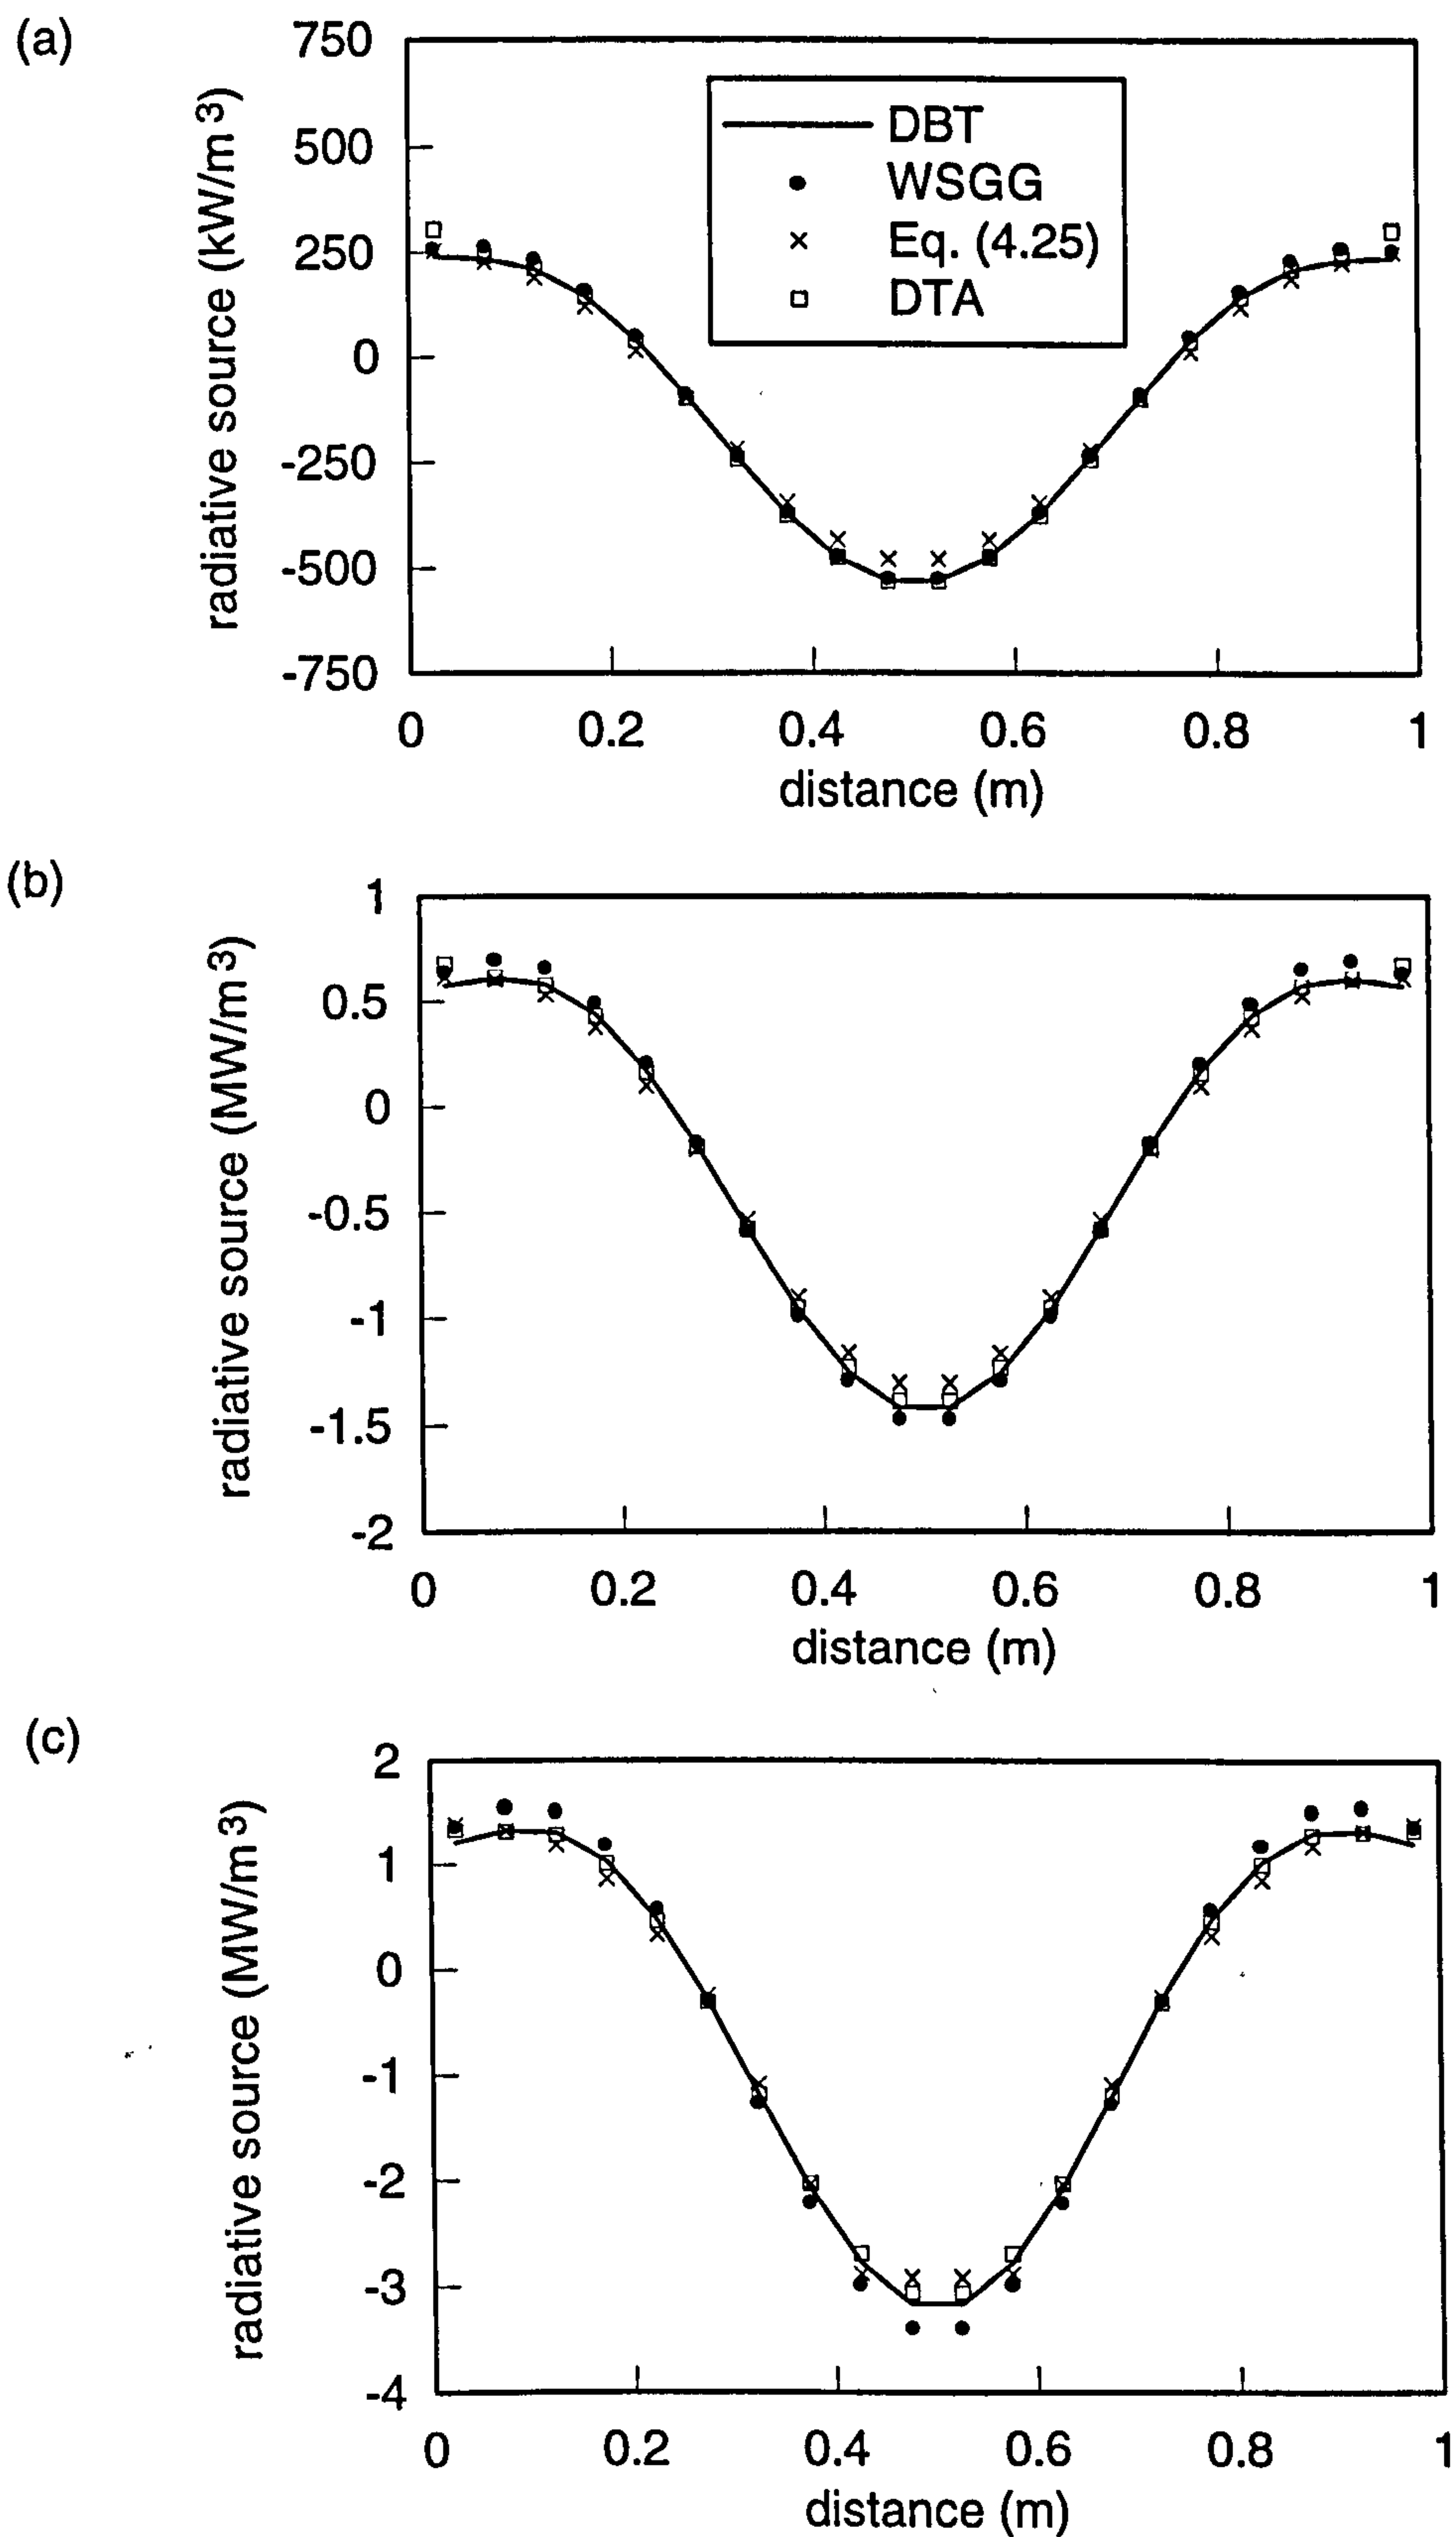 (a)
750
500
250
0
-250
-500
-750
radiative source (kW/m³)
DBT
WSGG
Eq. (4.25)
DTA
0 0.2 0.4 0.6 0.8 1
distance (m)
(b)
1
0.5
0
-0.5
-1
-1.5
-2
radiative source (MW/m³)
0 0.2 0.4 0.6 0.8 1
distance (m)
(c)
2
1
0
-1
-2
-3
-4
radiative source (MW/m³)
0 0.2 0.4 0.6 0.8 1
distance (m)